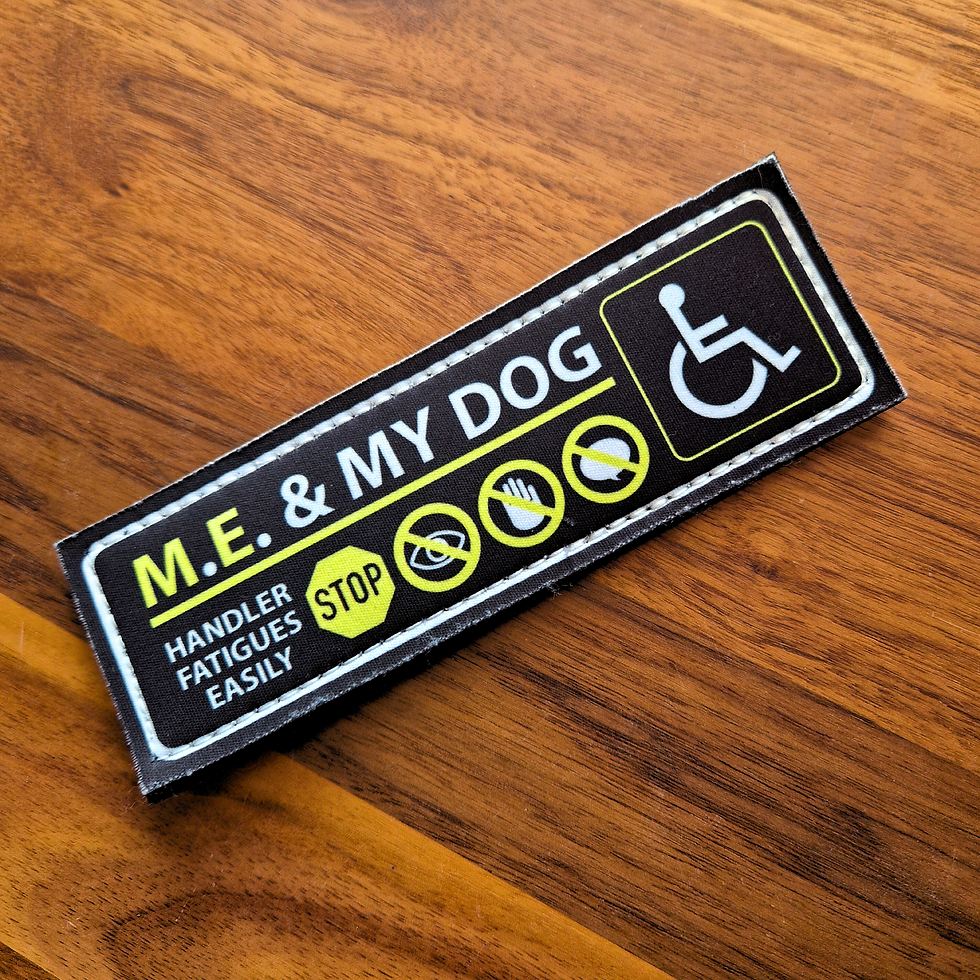 M.E. & MY DOG
HANDLER
FATIGUES
EASILY
STOP